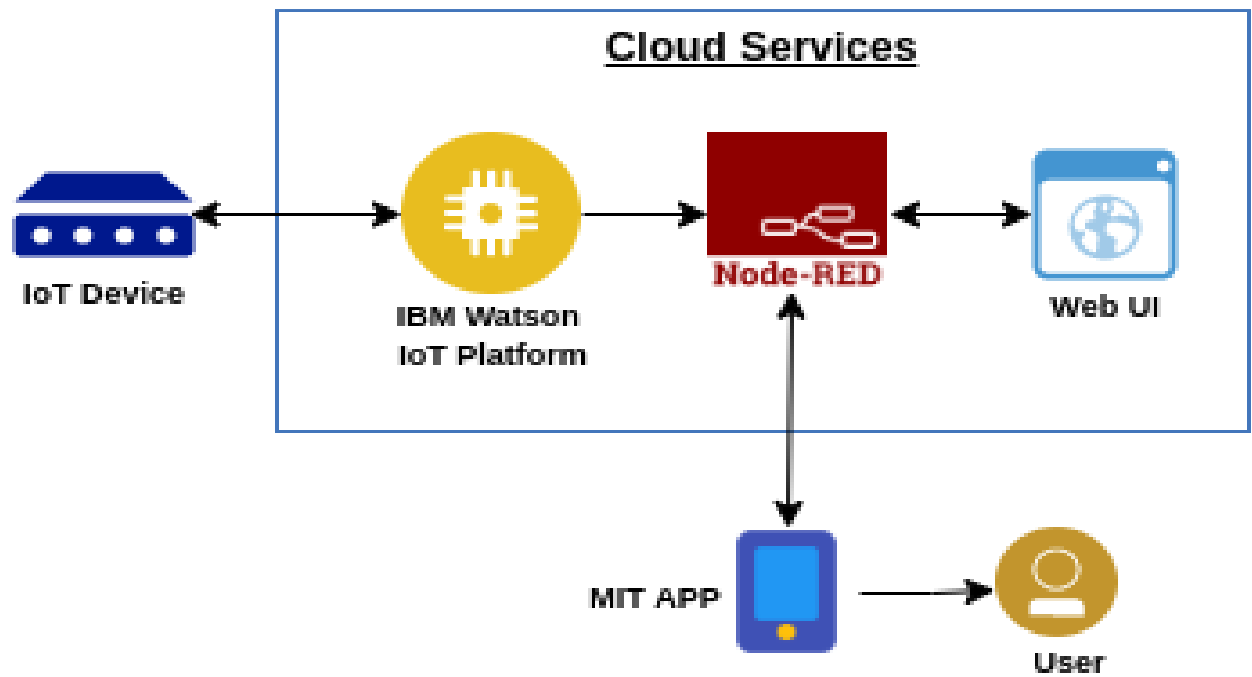 Cloud Services
IoT Device
IBM Watson
IoT Platform
Node-RED
Web UI
MIT APP
User